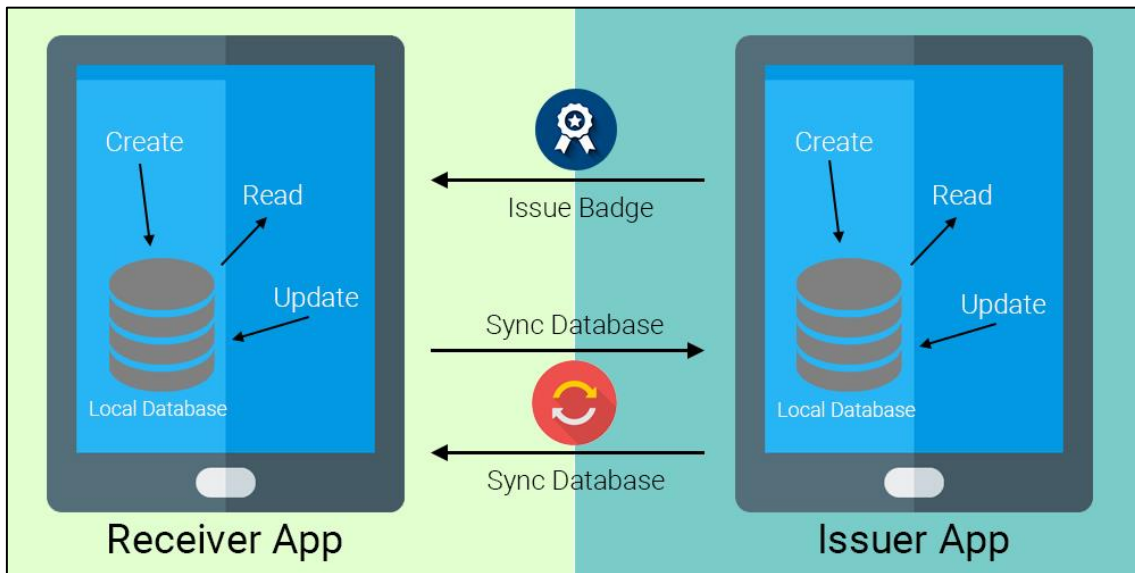 Create
Read
Update
Local Database
Receiver App
Issue Badge
Sync Database
Sync Database
Create
Read
Update
Local Database
Issuer App